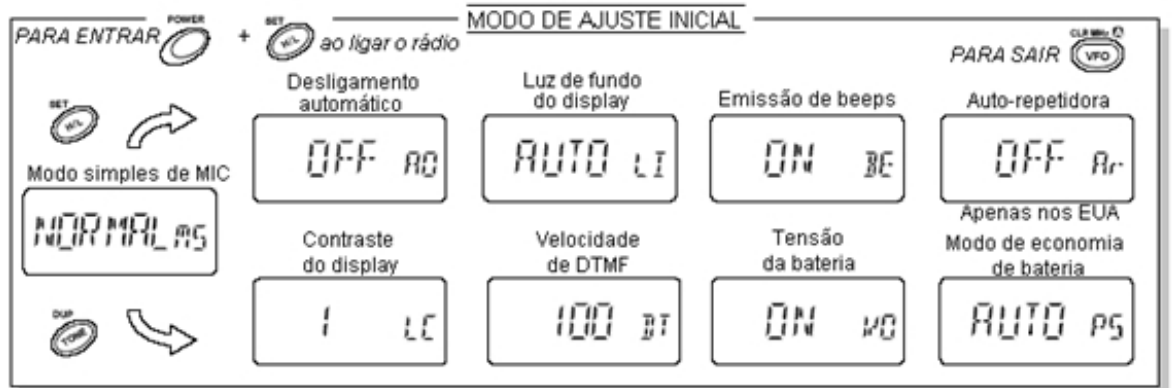 MODO DE AJUSTE INICIAL
PARA ENTRAR POWER + SET H/L ao ligar o rádio
PARA SAIR CLR MHz VFO
SET
H/L
Modo simples de MIC
NORMAL MS
DUP
TONE
Desligamento
automático
OFF AO
Luz de fundo
do display
AUTO LI
Emissão de beeps
ON BE
Auto-repetidora
OFF Ar
Apenas nos EUA
Contraste
do display
1 LC
Velocidade
de DTMF
100 DT
Tensão
da bateria
ON VO
Modo de economia
de bateria
AUTO PS